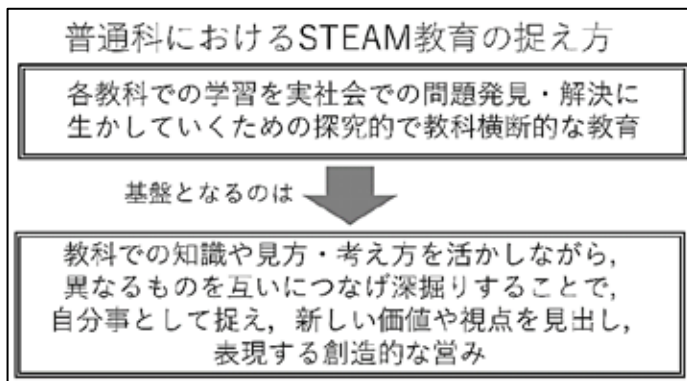 普通科におけるSTEAM教育の捉え方
各教科での学習を実社会での問題発見・解決に
生かしていくための探究的で教科横断的な教育
基盤となるのは
教科での知識や見方・考え方を活かしながら，
異なるものを互いにつなげ深掘りすることで，
自分事として捉え，新しい価値や視点を見出し，
表現する創造的な営み